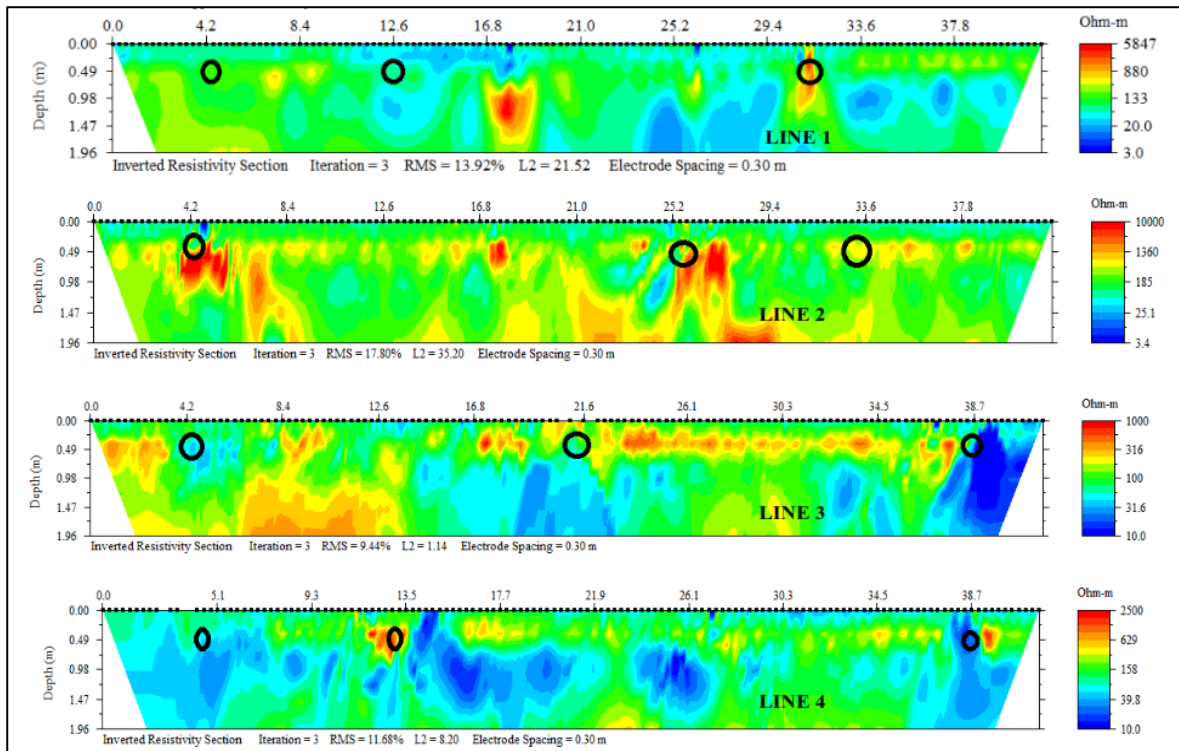 0.0 4.2 8.4 12.6 16.8 21.0 25.2 29.4 33.6 37.8 Ohm-m
0.00 5847
0.49 880
0.98 133
1.47 20.0
1.96 3.0
Depth (m)
LINE 1
Inverted Resistivity Section Iteration = 3 RMS = 13.92% L2 = 21.52 Electrode Spacing = 0.30 m
0.0 4.2 8.4 12.6 16.8 21.0 25.2 29.4 33.6 37.8 Ohm-m
0.00 10000
0.49 1360
0.98 185
1.47 25.1
1.96 3.4
Depth (m)
LINE 2
Inverted Resistivity Section Iteration = 3 RMS = 17.80% L2 = 35.20 Electrode Spacing = 0.30 m
0.0 4.2 8.4 12.6 16.8 21.6 26.1 30.3 34.5 38.7 Ohm-m
0.00 1000
0.49 316
0.98 100
1.47 31.6
1.96 10.0
Depth (m)
LINE 3
Inverted Resistivity Section Iteration = 3 RMS = 9.44% L2 = 1.14 Electrode Spacing = 0.30 m
0.0 5.1 9.3 13.5 17.7 21.9 26.1 30.3 34.5 38.7 Ohm-m
0.00 2500
0.49 629
0.98 158
1.47 39.8
1.96 10.0
Depth (m)
LINE 4
Inverted Resistivity Section Iteration = 3 RMS = 11.68% L2 = 8.20 Electrode Spacing = 0.30 m